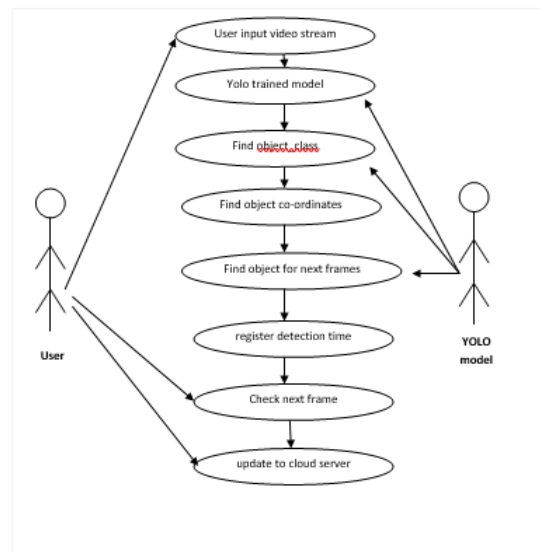 User input video stream
Yolo trained model
Find object class
Find object co-ordinates
Find object for next frames
register detection time
Check next frame
update to cloud server
User
YOLO
model